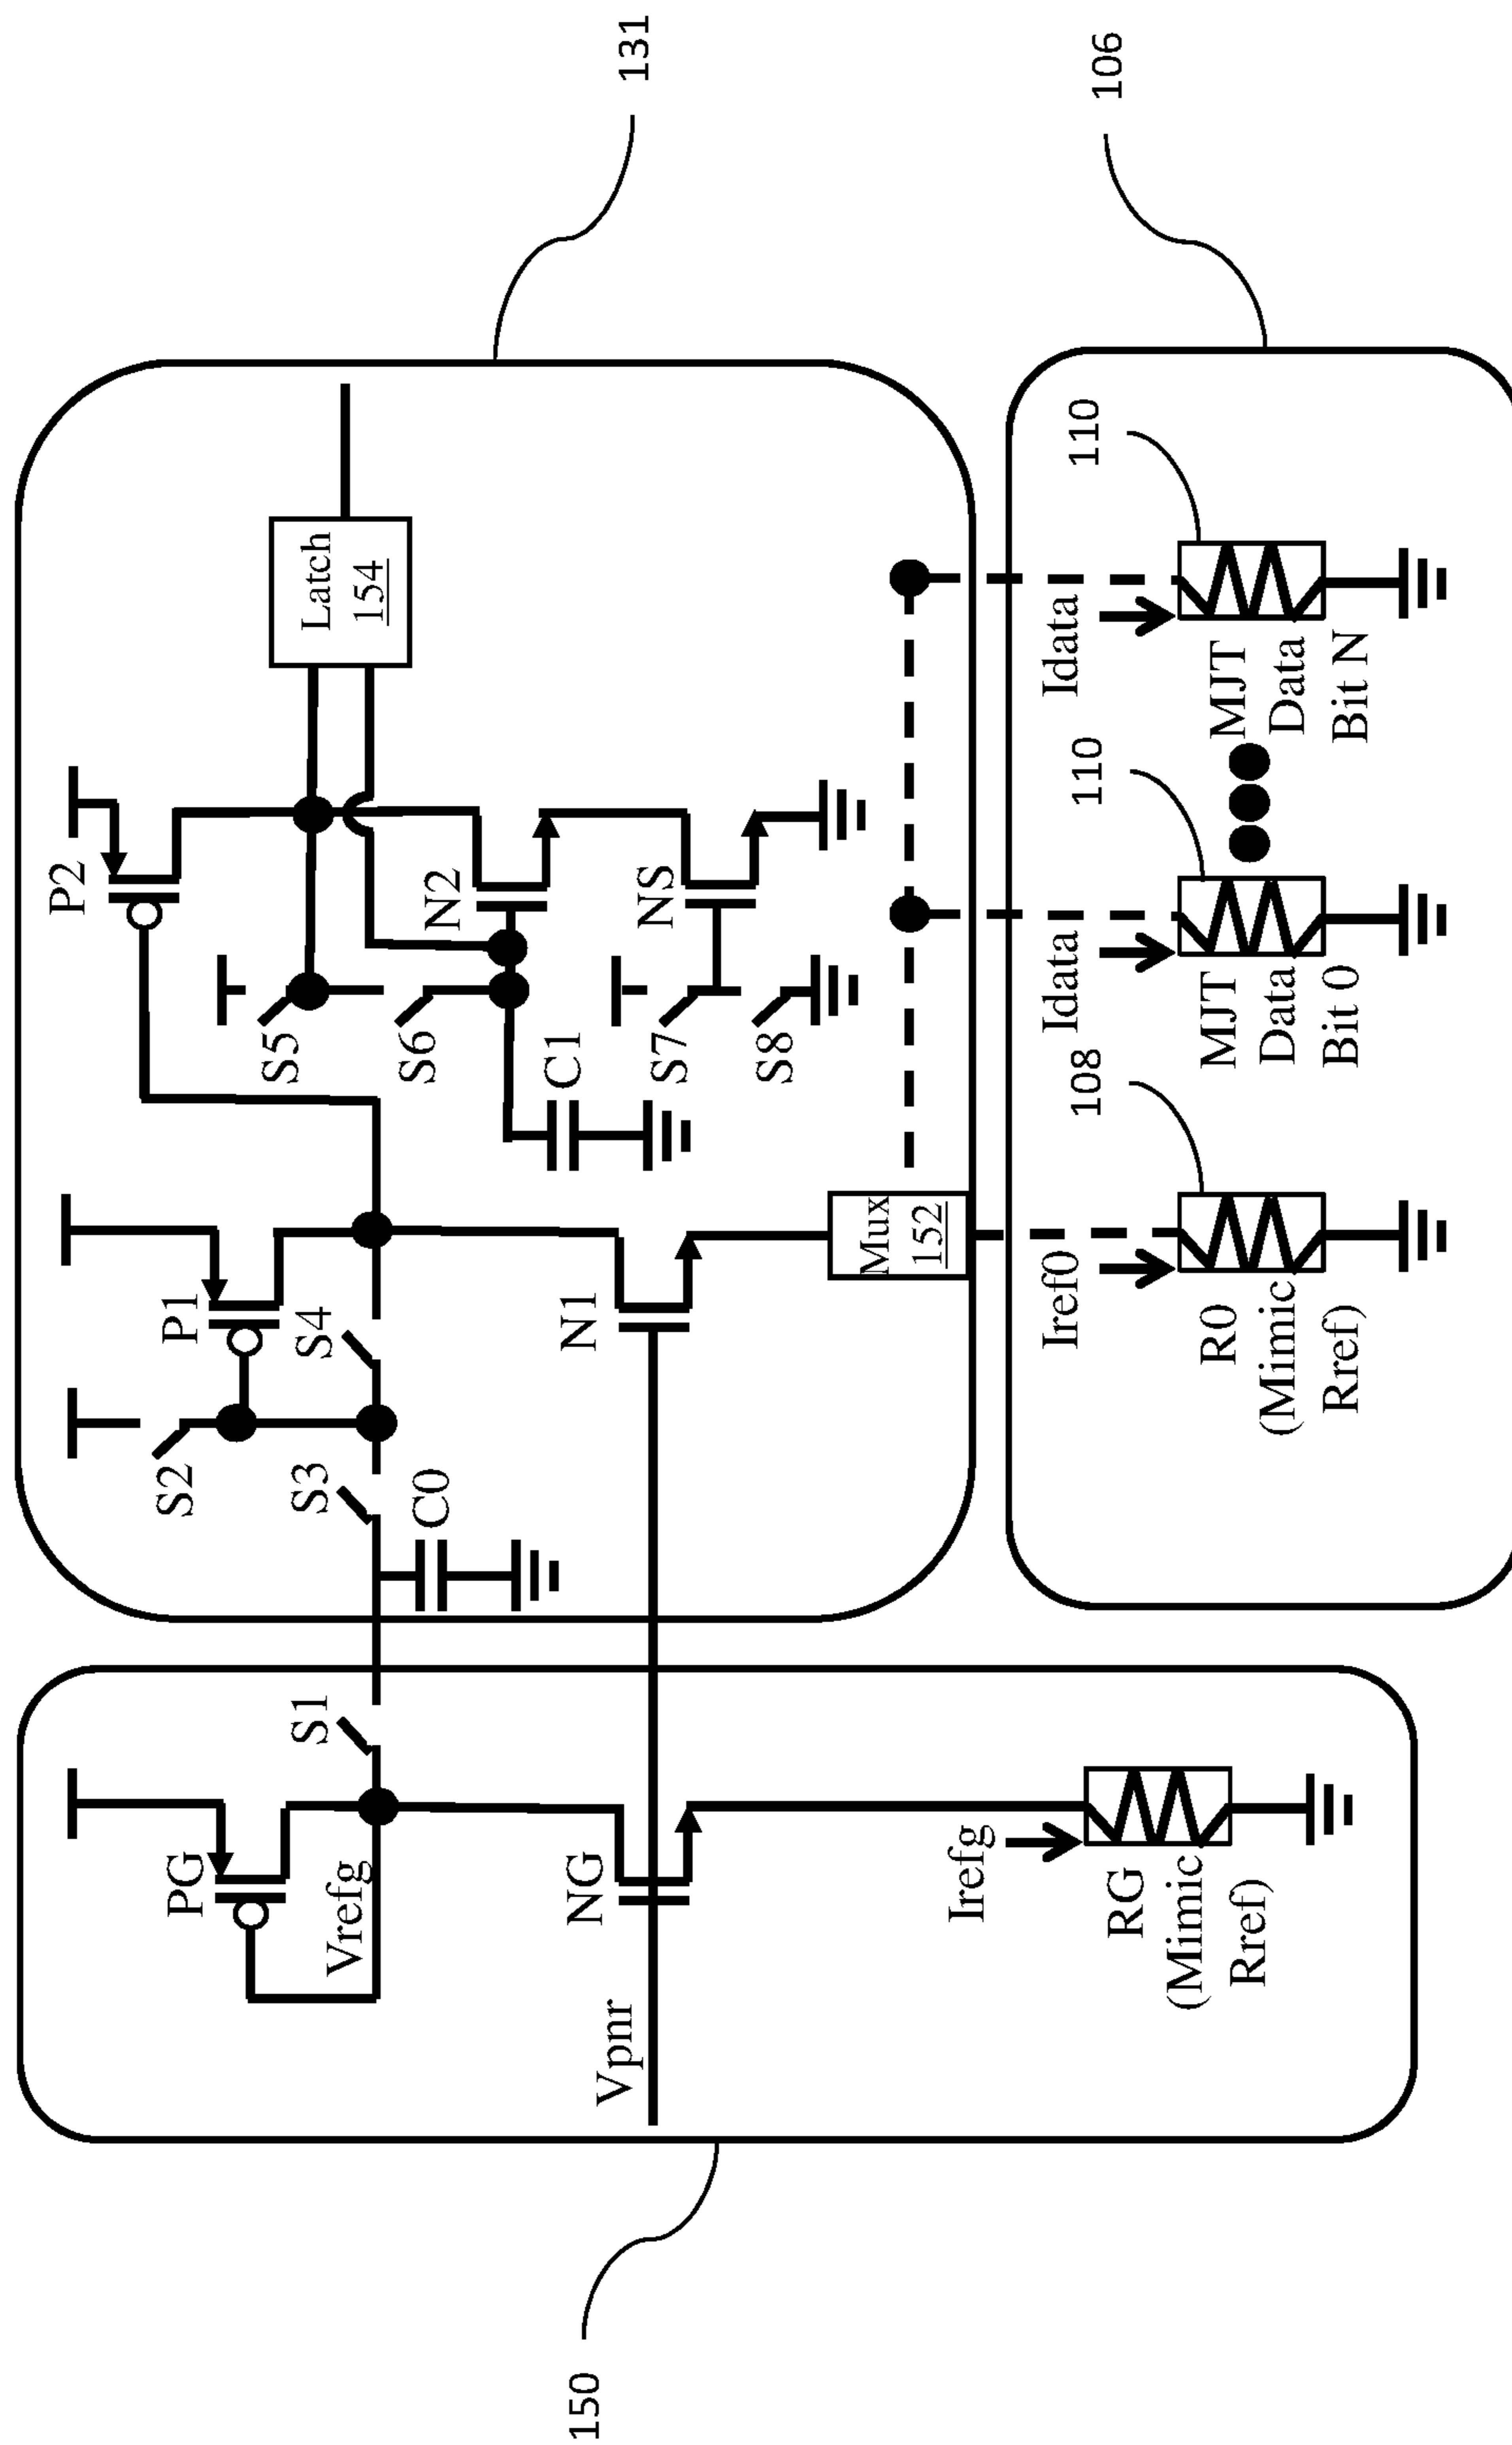 150
131
106
PG
Vrefg
S1
NG
Vpnr
Irefg
RG
(Mimic
Rref)
S2
P1
S3
S4
C0
N1
P2
S5
S6
N2
C1
S7
NS
S8
Latch
154
Mux
152
Iref0
108
R0
(Mimic
Rref)
Idata
110
MJT
Data
Bit 0
Idata
110
MJT
Data
Bit N